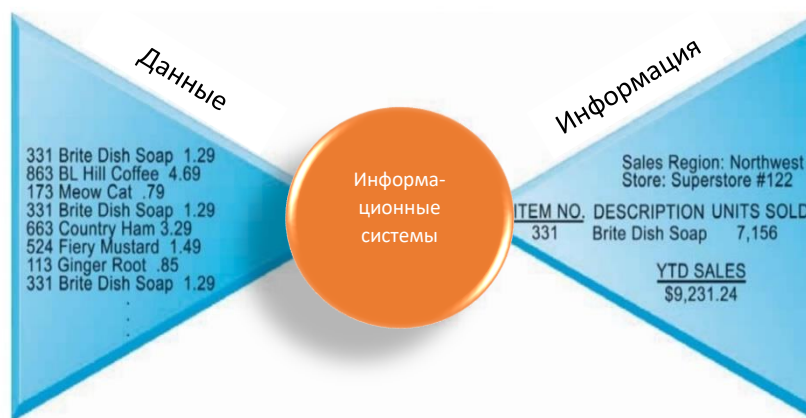 Данные
331 Brite Dish Soap 1.29
863 BL Hill Coffee 4.69
173 Meow Cat .79
331 Brite Dish Soap 1.29
663 Country Ham 3.29
524 Fiery Mustard 1.49
113 Ginger Root .85
331 Brite Dish Soap 1.29
.
.
.
Информа-
ционные
системы
Информация
Sales Region: Northwest
Store: Superstore #122
ITEM NO. DESCRIPTION UNITS SOLD
331 Brite Dish Soap 7,156
YTD SALES
$9,231.24